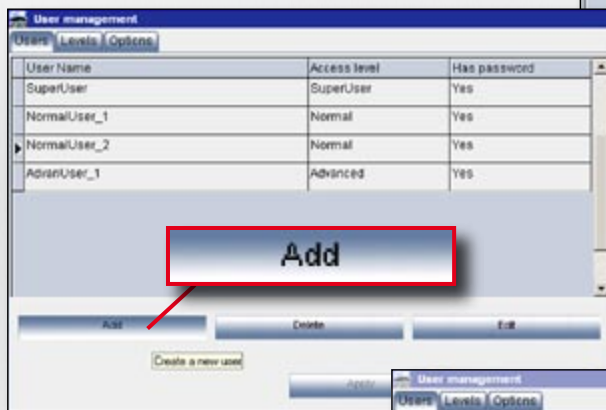 User management
Users Levels Options
User Name Access level Has password
SuperUser SuperUser Yes
NormalUser_1 Normal Yes
NormalUser_2 Normal Yes
AdvanUser_1 Advanced Yes
Add
Add Delete Edit
Create a new user
Apply
User management
Users Levels Options